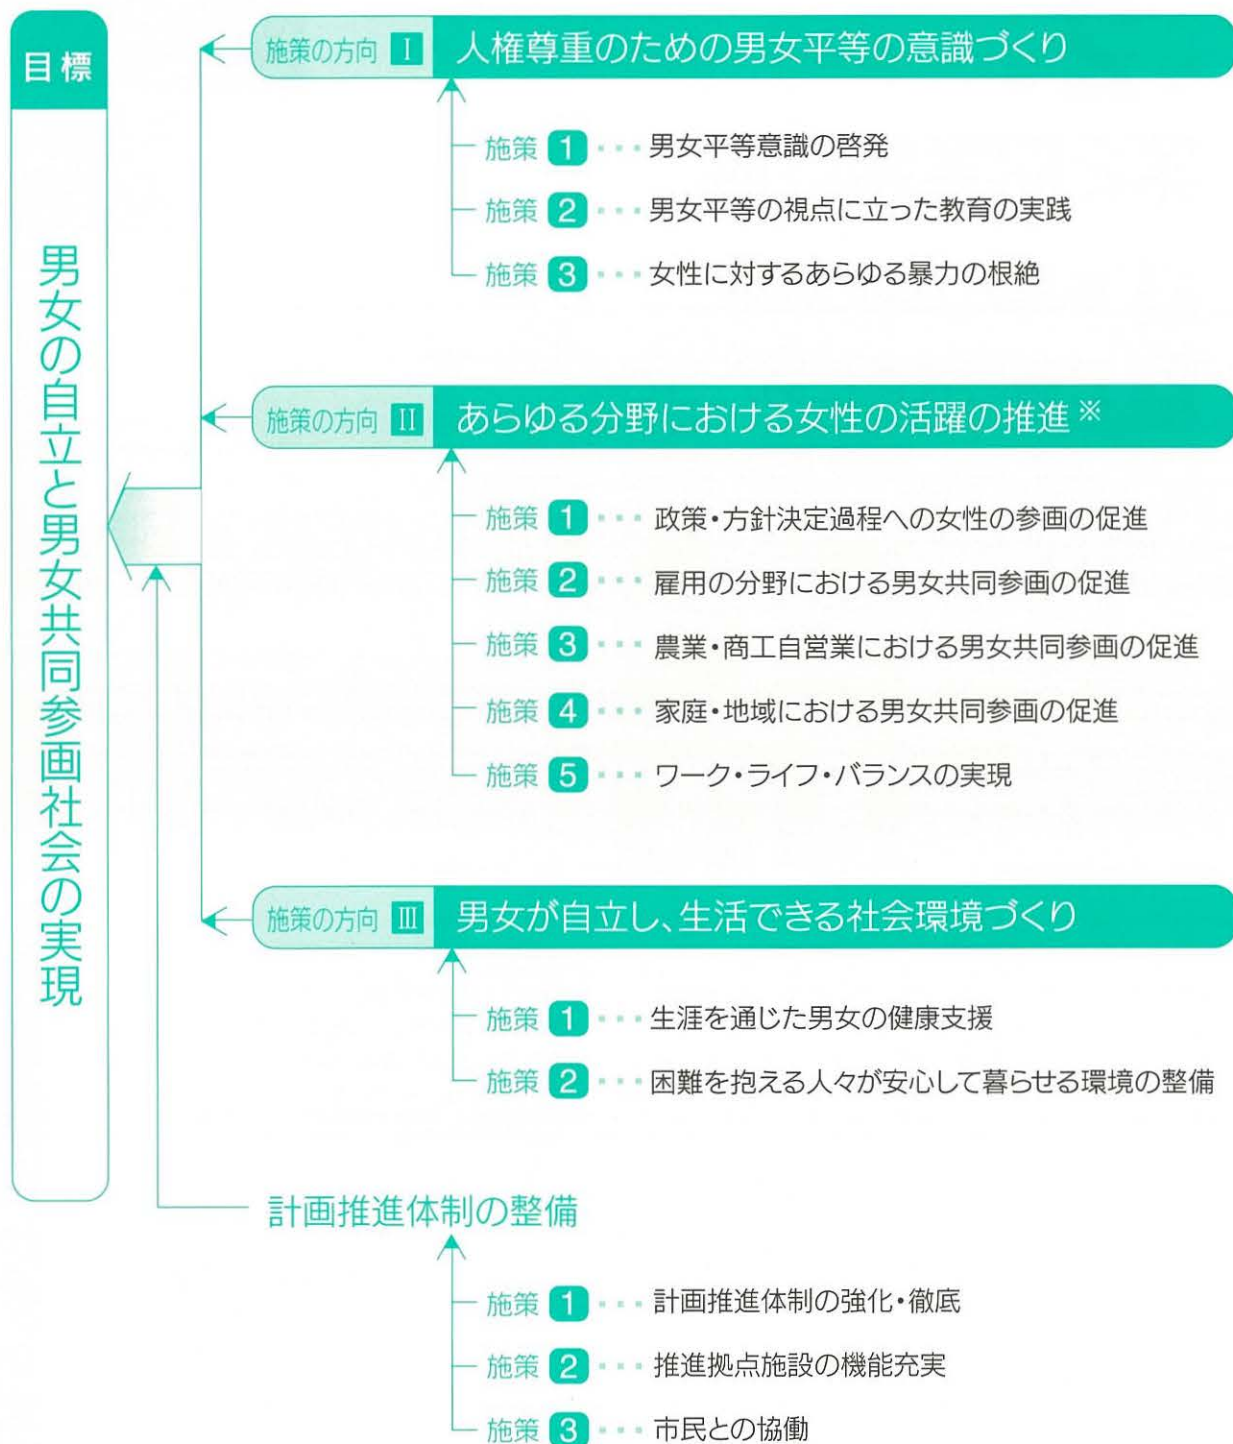 目標
男女の自立と男女共同参画社会の実現
施策の方向 Ⅰ 人権尊重のための男女平等の意識づくり
施策 1 ・・・ 男女平等意識の啓発
施策 2 ・・・ 男女平等の視点に立った教育の実践
施策 3 ・・・ 女性に対するあらゆる暴力の根絶
施策の方向 Ⅱ あらゆる分野における女性の活躍の推進※
施策 1 ・・・ 政策・方針決定過程への女性の参画の促進
施策 2 ・・・ 雇用の分野における男女共同参画の促進
施策 3 ・・・ 農業・商工自営業における男女共同参画の促進
施策 4 ・・・ 家庭・地域における男女共同参画の促進
施策 5 ・・・ ワーク・ライフ・バランスの実現
施策の方向 Ⅲ 男女が自立し、生活できる社会環境づくり
施策 1 ・・・ 生涯を通じた男女の健康支援
施策 2 ・・・ 困難を抱える人々が安心して暮らせる環境の整備
計画推進体制の整備
施策 1 ・・・ 計画推進体制の強化・徹底
施策 2 ・・・ 推進拠点施設の機能充実
施策 3 ・・・ 市民との協働